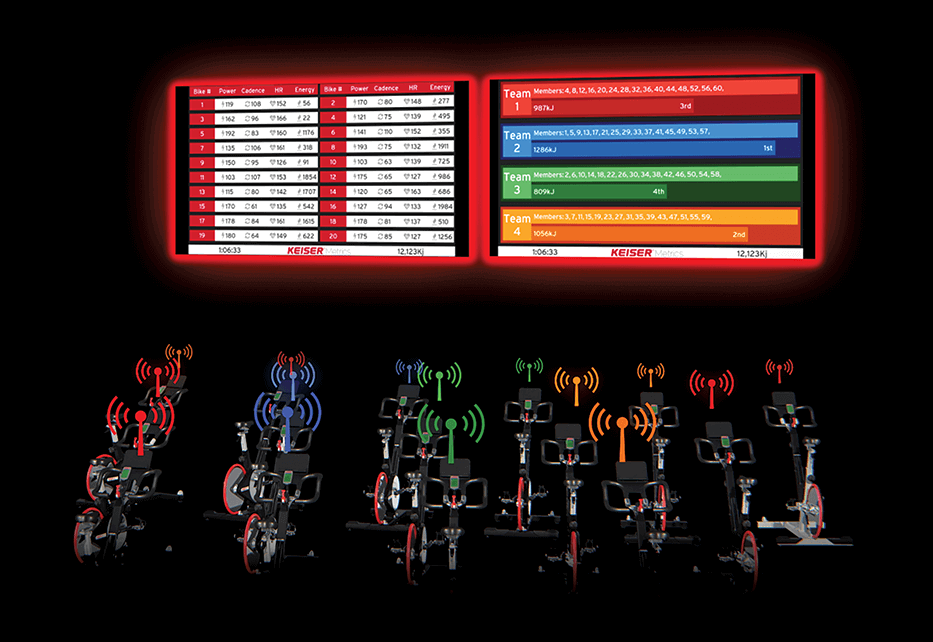 Bike # Power Cadence HR Energy Bike # Power Cadence HR Energy
1 119 108 152 56 2 170 80 148 277
3 162 96 166 22 4 121 75 139 495
5 192 83 160 1176 6 141 110 152 355
7 135 106 161 318 8 193 75 132 1911
9 150 95 126 91 10 103 63 139 725
11 103 107 153 1854 12 175 65 127 986
13 115 80 142 1707 14 120 65 163 686
15 170 61 135 542 16 127 94 133 1984
17 178 84 161 1615 18 178 81 137 510
19 180 64 149 622 20 175 85 127 1256
1:06:33 KEISER Metrics 12,123Kj
Team 1
Members: 4, 8, 12, 16, 20, 24, 28, 32, 36, 40, 44, 48, 52, 56, 60,
987kJ 3rd
Team 2
Members: 1, 5, 9, 13, 17, 21, 25, 29, 33, 37, 41, 45, 49, 53, 57,
1286kJ 1st
Team 3
Members: 2, 6, 10, 14, 18, 22, 26, 30, 34, 38, 42, 46, 50, 54, 58,
809kJ 4th
Team 4
Members: 3, 7, 11, 15, 19, 23, 27, 31, 35, 39, 43, 47, 51, 55, 59,
1056kJ 2nd
1:06:33 KEISER Metrics 12,123Kj